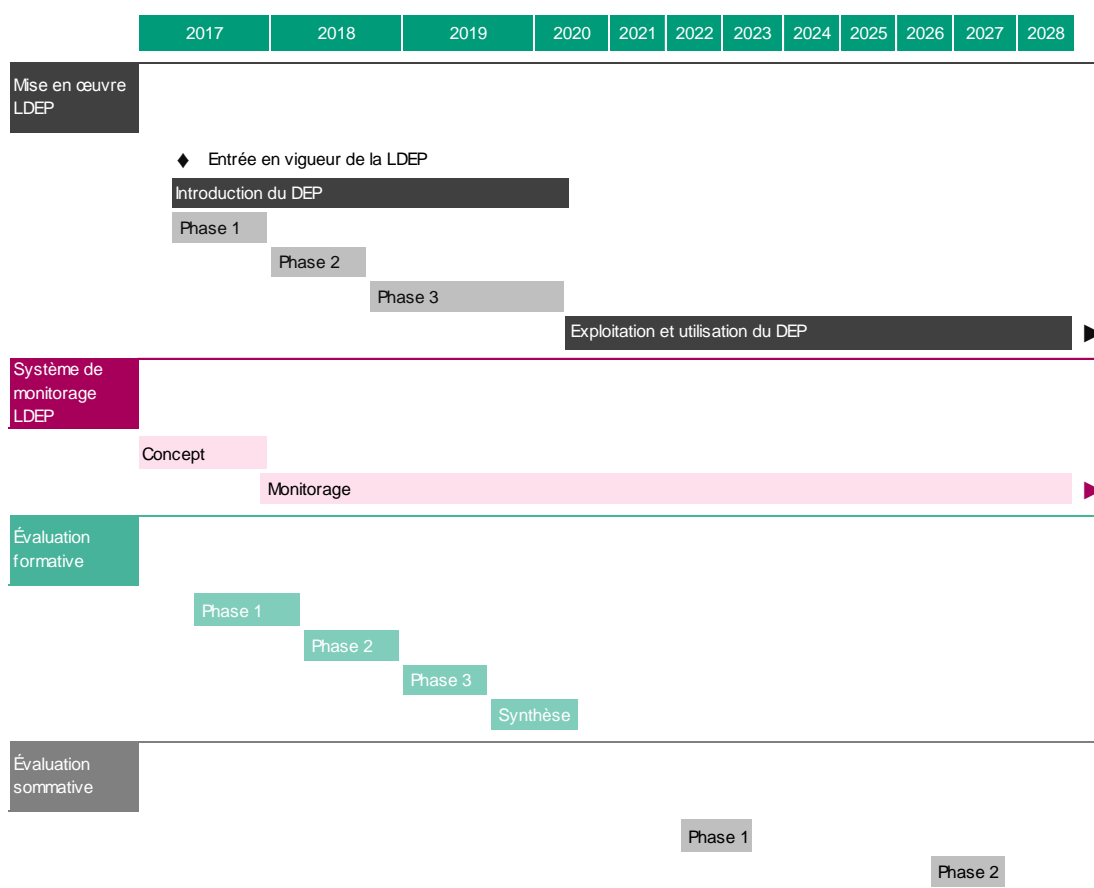 2017 2018 2019 2020 2021 2022 2023 2024 2025 2026 2027 2028
Mise en œuvre
LDEP
Entrée en vigueur de la LDEP
Introduction du DEP
Phase 1
Phase 2
Phase 3
Exploitation et utilisation du DEP
Système de
monitorage
LDEP
Concept
Monitorage
Évaluation
formative
Phase 1
Phase 2
Phase 3
Synthèse
Évaluation
sommative
Phase 1
Phase 2